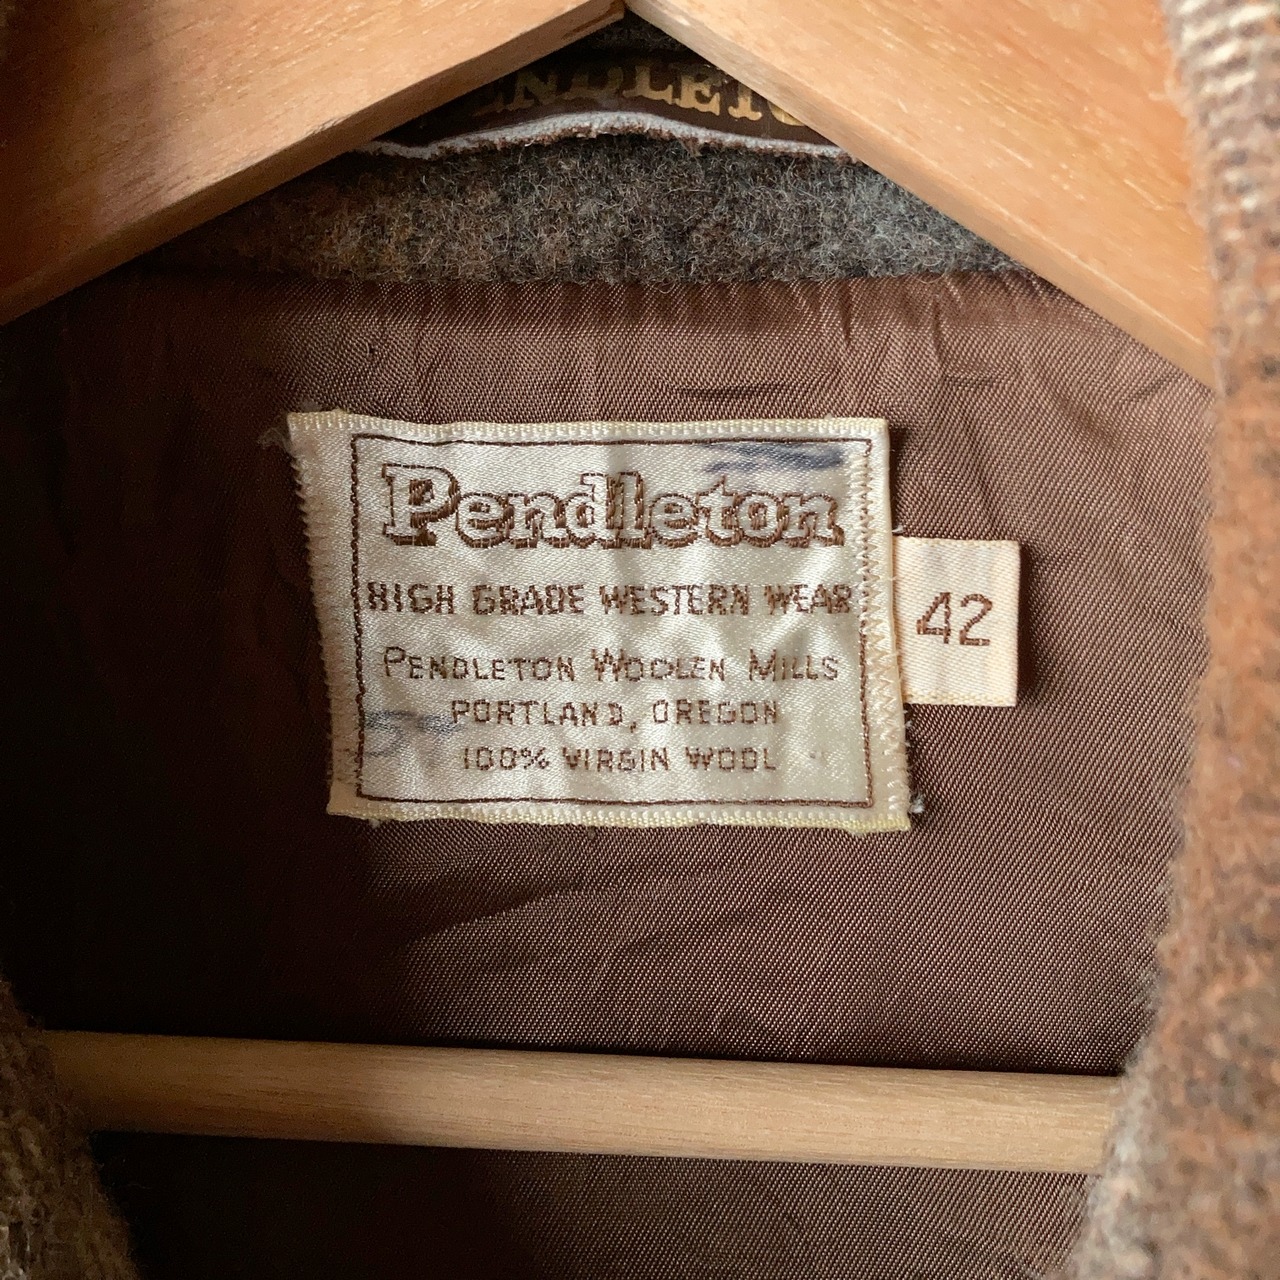 Pendleton
HIGH GRADE WESTERN WEAR
PENDLETON WOOLEN MILLS
PORTLAND, OREGON
100% VIRGIN WOOL
42